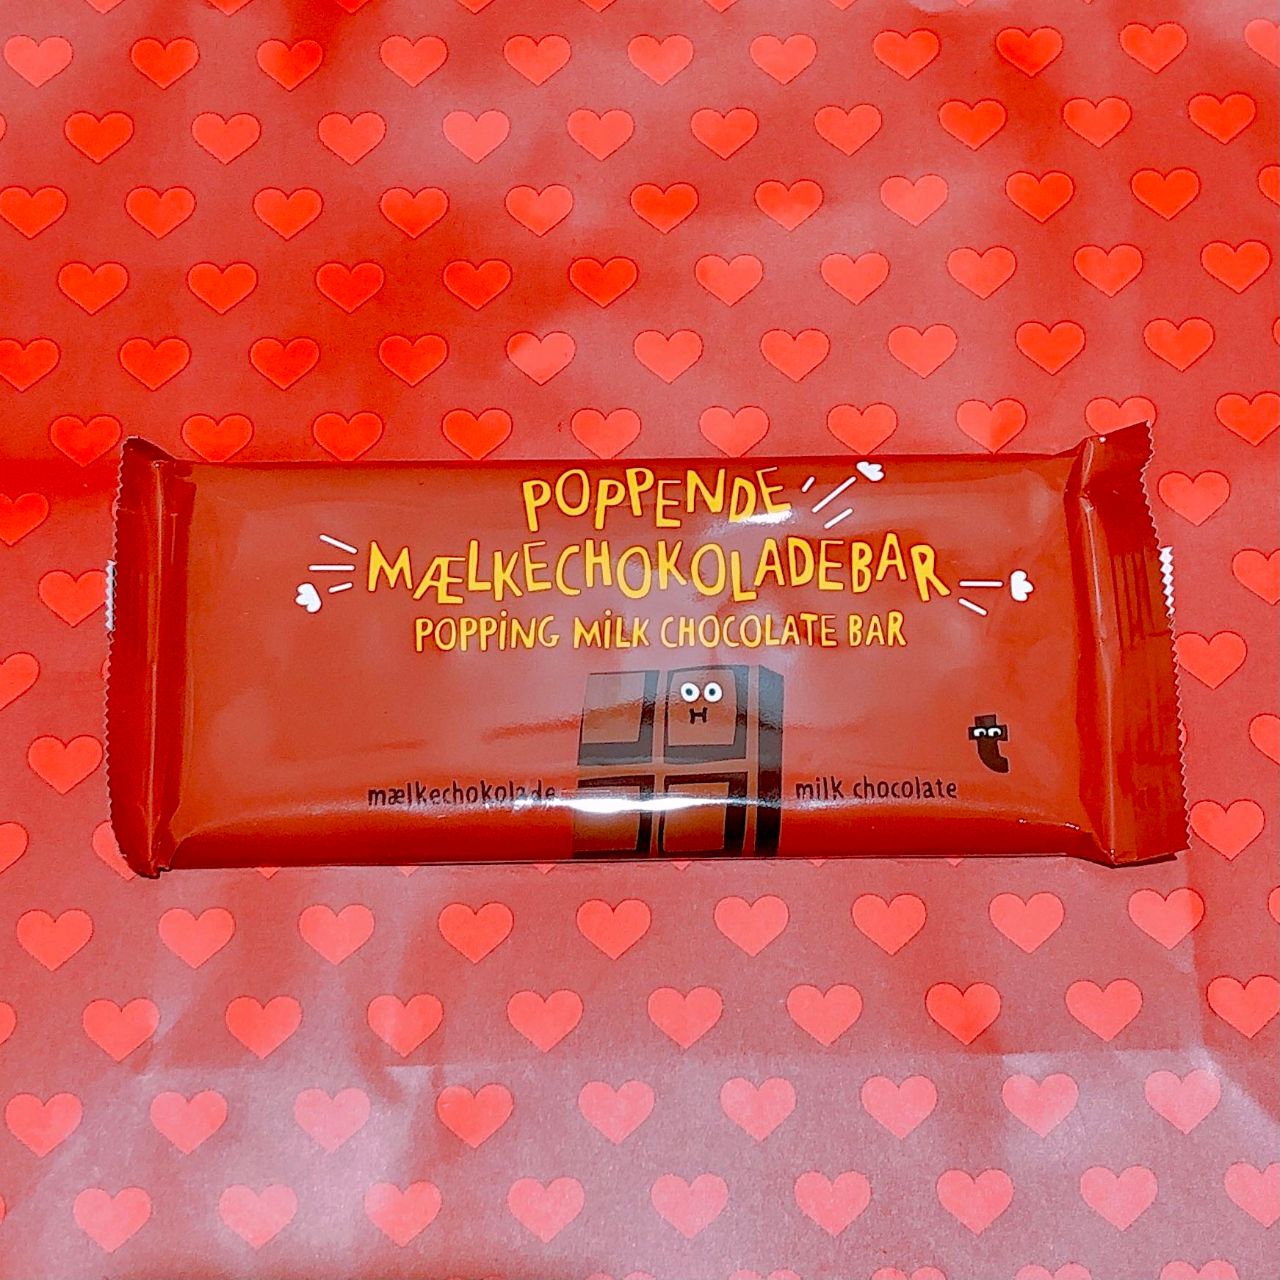 POPPENDE
MÆLKECHOKOLADEBAR
POPPiNG MiLK CHOCOLATE BAR
mælkechokolade
milk chocolate
t